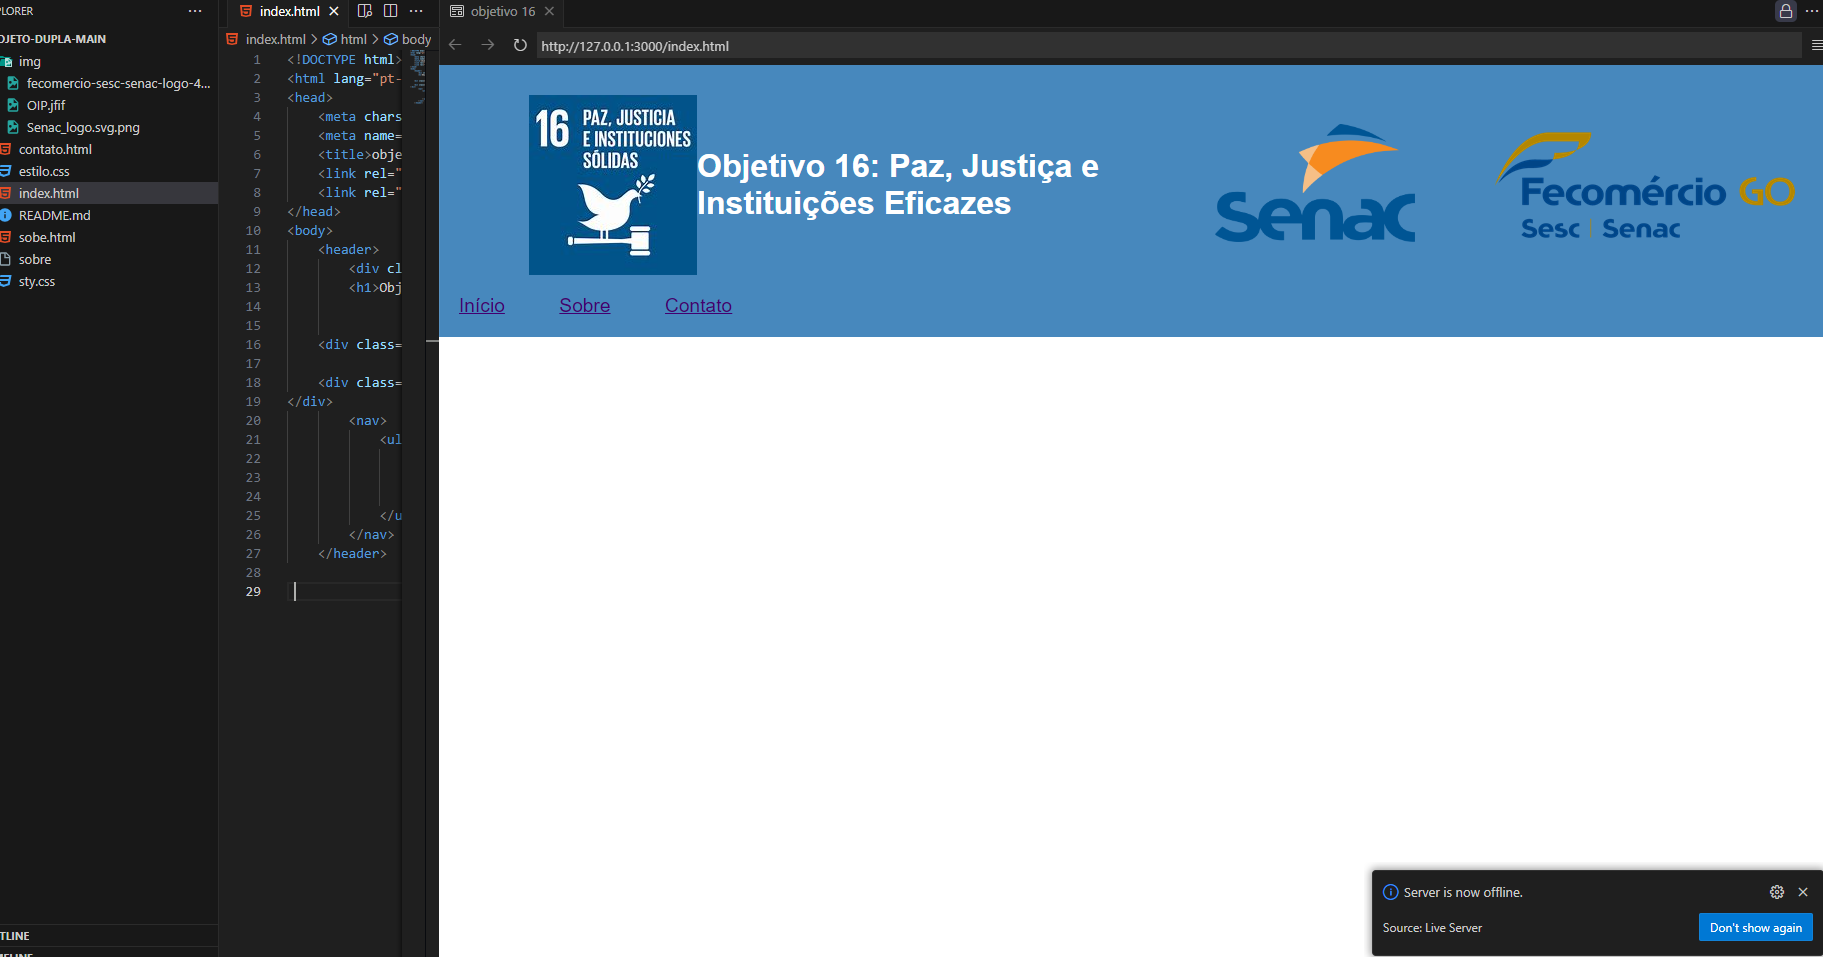 PLORER
OJETO-DUPLA-MAIN
img
fecomercio-sesc-senac-logo-4...
OIP.jfif
Senac_logo.svg.png
contato.html
estilo.css
index.html
README.md
sobe.html
sobre
sty.css
TLINE
index.html
index.html > html > body
1 <!DOCTYPE html>
2 <html lang="pt-
3 <head>
4 <meta chars
5 <meta name=
6 <title>obje
7 <link rel="
8 <link rel="
9 </head>
10 <body>
11 <header>
12 <div cl
13 <h1>Obj
14
15
16 <div class=
17
18 <div class=
19 </div>
20 <nav>
21 <ul
22
23
24
25 </u
26 </nav>
27 </header>
28
29
objetivo 16
http://127.0.0.1:3000/index.html
16 PAZ, JUSTICIA
E INSTITUCIONES
SÓLIDAS
Objetivo 16: Paz, Justiça e
Instituições Eficazes
Senac
Fecomércio GO
Sesc | Senac
Início Sobre Contato
Server is now offline.
Source: Live Server
Don't show again